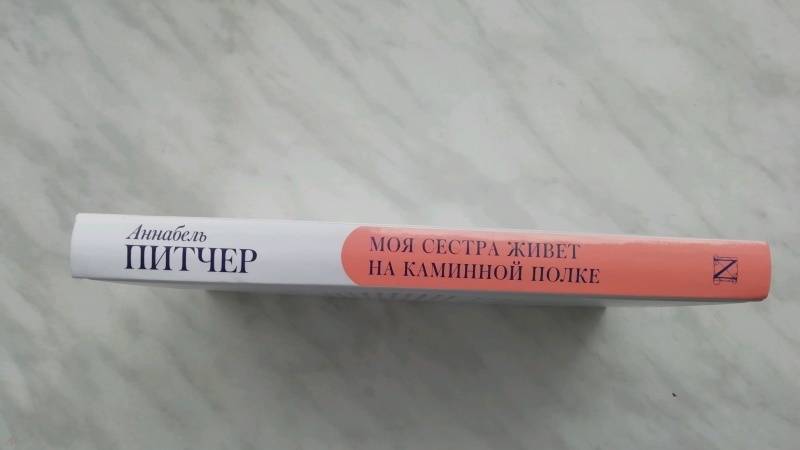 Аннабель
ПИТЧЕР
МОЯ СЕСТРА ЖИВЕТ
НА КАМИННОЙ ПОЛКЕ